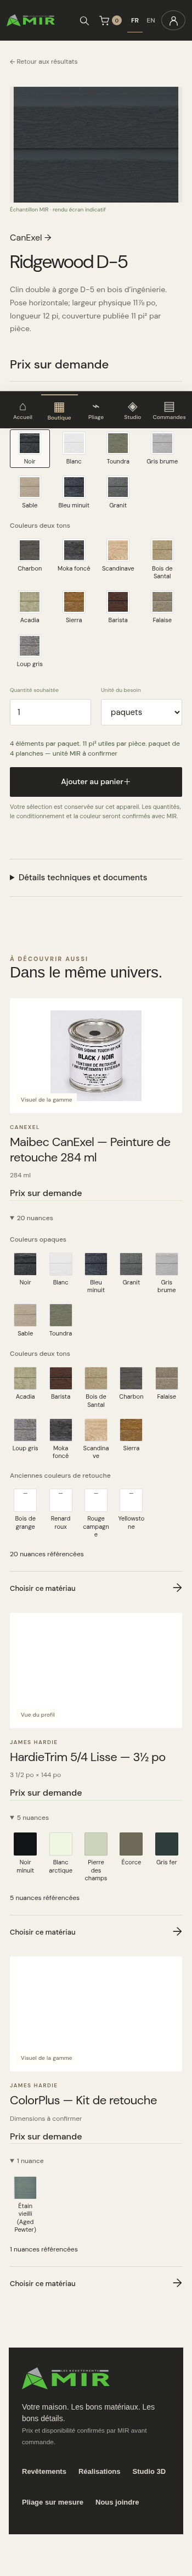 MIR
0
FR
EN
← Retour aux résultats
Échantillon MIR · rendu écran indicatif
CanExel →
Ridgewood D-5
Clin double à gorge D-5 en bois d'ingénierie.
Pose horizontale; largeur physique 11⅞ po,
longueur 12 pi, couverture publiée 11 pi² par
pièce.
Prix sur demande
Accueil
Boutique
Pliage
Studio
Commandes
Noir
Blanc
Toundra
Gris brume
Sable
Bleu minuit
Granit
Couleurs deux tons
Charbon
Moka foncé
Scandinave
Bois de
Santal
Acadia
Sierra
Barista
Falaise
Loup gris
Quantité souhaitée
Unité du besoin
1
paquets
4 éléments par paquet. 11 pi² utiles par pièce. paquet de
4 planches — unité MIR à confirmer
Ajouter au panier +
Votre sélection est conservée sur cet appareil. Les quantités,
le conditionnement et la couleur seront confirmés avec MIR.
▶ Détails techniques et documents
À DÉCOUVRIR AUSSI
Dans le même univers.
BLACK / NOIR
Visuel de la gamme
CANEXEL
Maibec CanExel — Peinture de
retouche 284 ml
284 ml
Prix sur demande
▼ 20 nuances
Couleurs opaques
Noir
Blanc
Bleu
minuit
Granit
Gris
brume
Sable
Toundra
Couleurs deux tons
Acadia
Barista
Bois de
Santal
Charbon
Falaise
Loup gris
Moka
foncé
Scandina
ve
Sierra
Anciennes couleurs de retouche
Bois de
grange
Renard
roux
Rouge
campagn
e
Yellowsto
ne
20 nuances référencées
Choisir ce matériau →
Vue du profil
JAMES HARDIE
HardieTrim 5/4 Lisse — 3½ po
3 1/2 po × 144 po
Prix sur demande
▼ 5 nuances
Noir
minuit
Blanc
arctique
Pierre
des
champs
Écorce
Gris fer
5 nuances référencées
Choisir ce matériau →
Visuel de la gamme
JAMES HARDIE
ColorPlus — Kit de retouche
Dimensions à confirmer
Prix sur demande
▼ 1 nuance
Étain
vieilli
(Aged
Pewter)
1 nuances référencées
Choisir ce matériau →
MIR
Votre maison. Les bons matériaux. Les
bons détails.
Prix et disponibilité confirmés par MIR avant
commande.
Revêtements
Réalisations
Studio 3D
Pliage sur mesure
Nous joindre